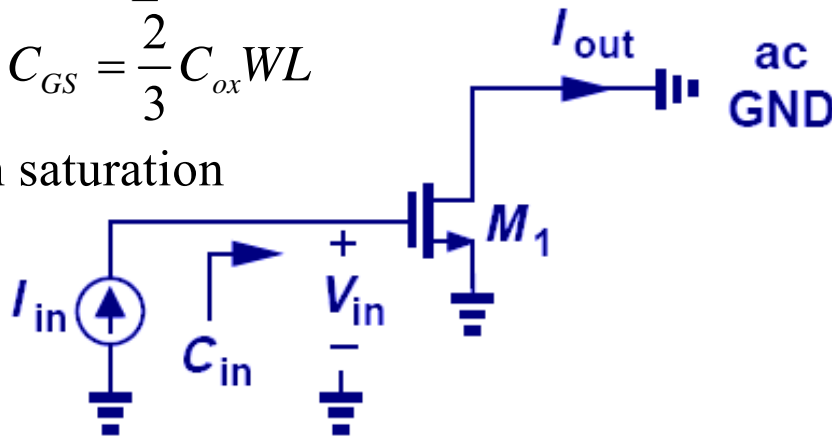 C_GS = 2/3 C_ox WL
saturation
I_out
ac
GND
M_1
I_in
C_in
+
V_in
−